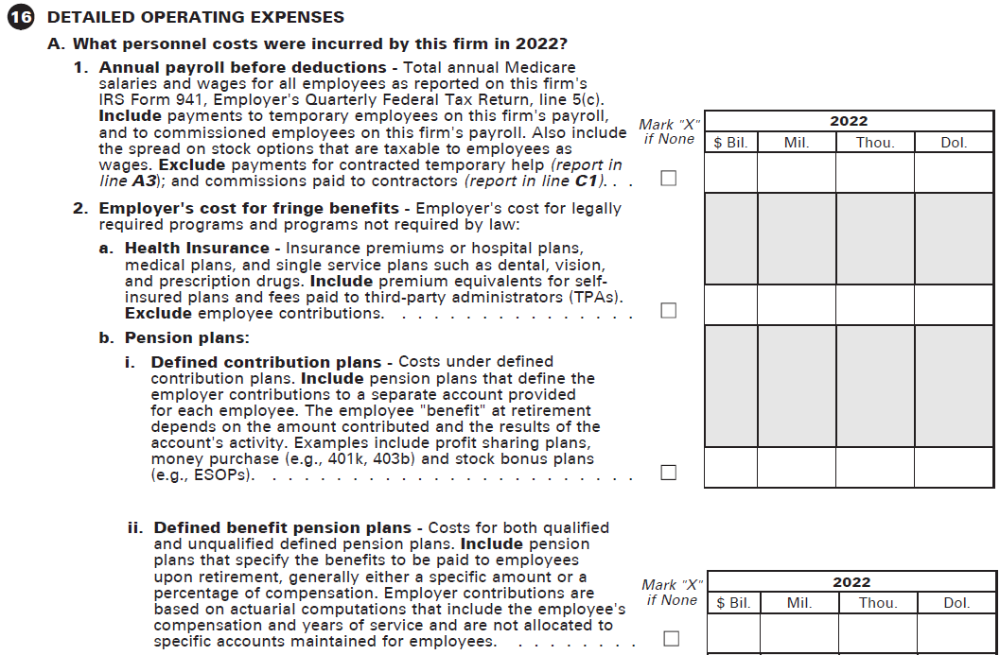 16 DETAILED OPERATING EXPENSES
A. What personnel costs were incurred by this firm in 2022?
1. Annual payroll before deductions - Total annual Medicare
salaries and wages for all employees as reported on this firm's
IRS Form 941, Employer's Quarterly Federal Tax Return, line 5(c).
Include payments to temporary employees on this firm's payroll,
and to commissioned employees on this firm's payroll. Also include
the spread on stock options that are taxable to employees as
wages. Exclude payments for contracted temporary help (report in
line A3); and commissions paid to contractors (report in line C1). . .
Mark "X"
if None
2022
$ Bil. Mil. Thou. Dol.
2. Employer's cost for fringe benefits - Employer's cost for legally
required programs and programs not required by law:
a. Health Insurance - Insurance premiums or hospital plans,
medical plans, and single service plans such as dental, vision,
and prescription drugs. Include premium equivalents for self-
insured plans and fees paid to third-party administrators (TPAs).
Exclude employee contributions. . . . . . . . . . . . . . . .
b. Pension plans:
i. Defined contribution plans - Costs under defined
contribution plans. Include pension plans that define the
employer contributions to a separate account provided
for each employee. The employee "benefit" at retirement
depends on the amount contributed and the results of the
account's activity. Examples include profit sharing plans,
money purchase (e.g., 401k, 403b) and stock bonus plans
(e.g., ESOPs). . . . . . . . . . . . . . . . . . . . . . . .
ii. Defined benefit pension plans - Costs for both qualified
and unqualified defined pension plans. Include pension
plans that specify the benefits to be paid to employees
upon retirement, generally either a specific amount or a
percentage of compensation. Employer contributions are
based on actuarial computations that include the employee's
compensation and years of service and are not allocated to
specific accounts maintained for employees. . . . . . . . .
Mark "X"
if None
2022
$ Bil. Mil. Thou. Dol.